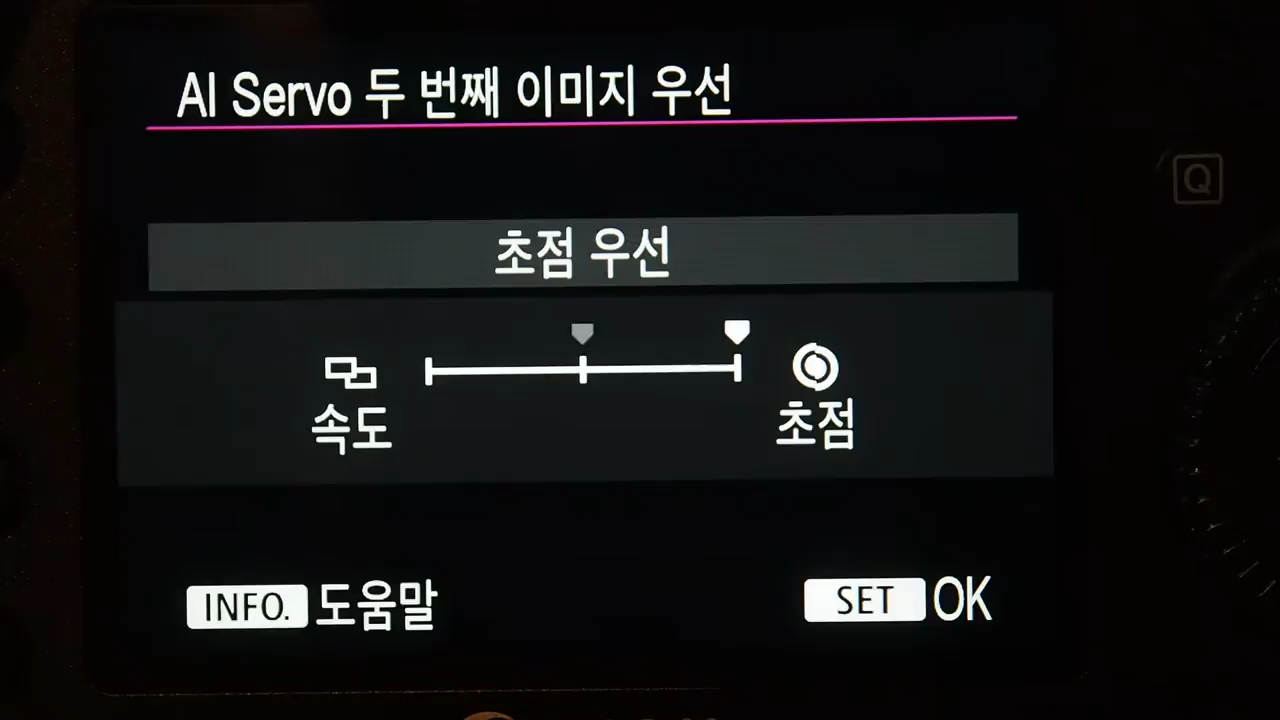 AI Servo 두 번째 이미지 우선
초점 우선
속도
초점
INFO. 도움말
SET OK
Q